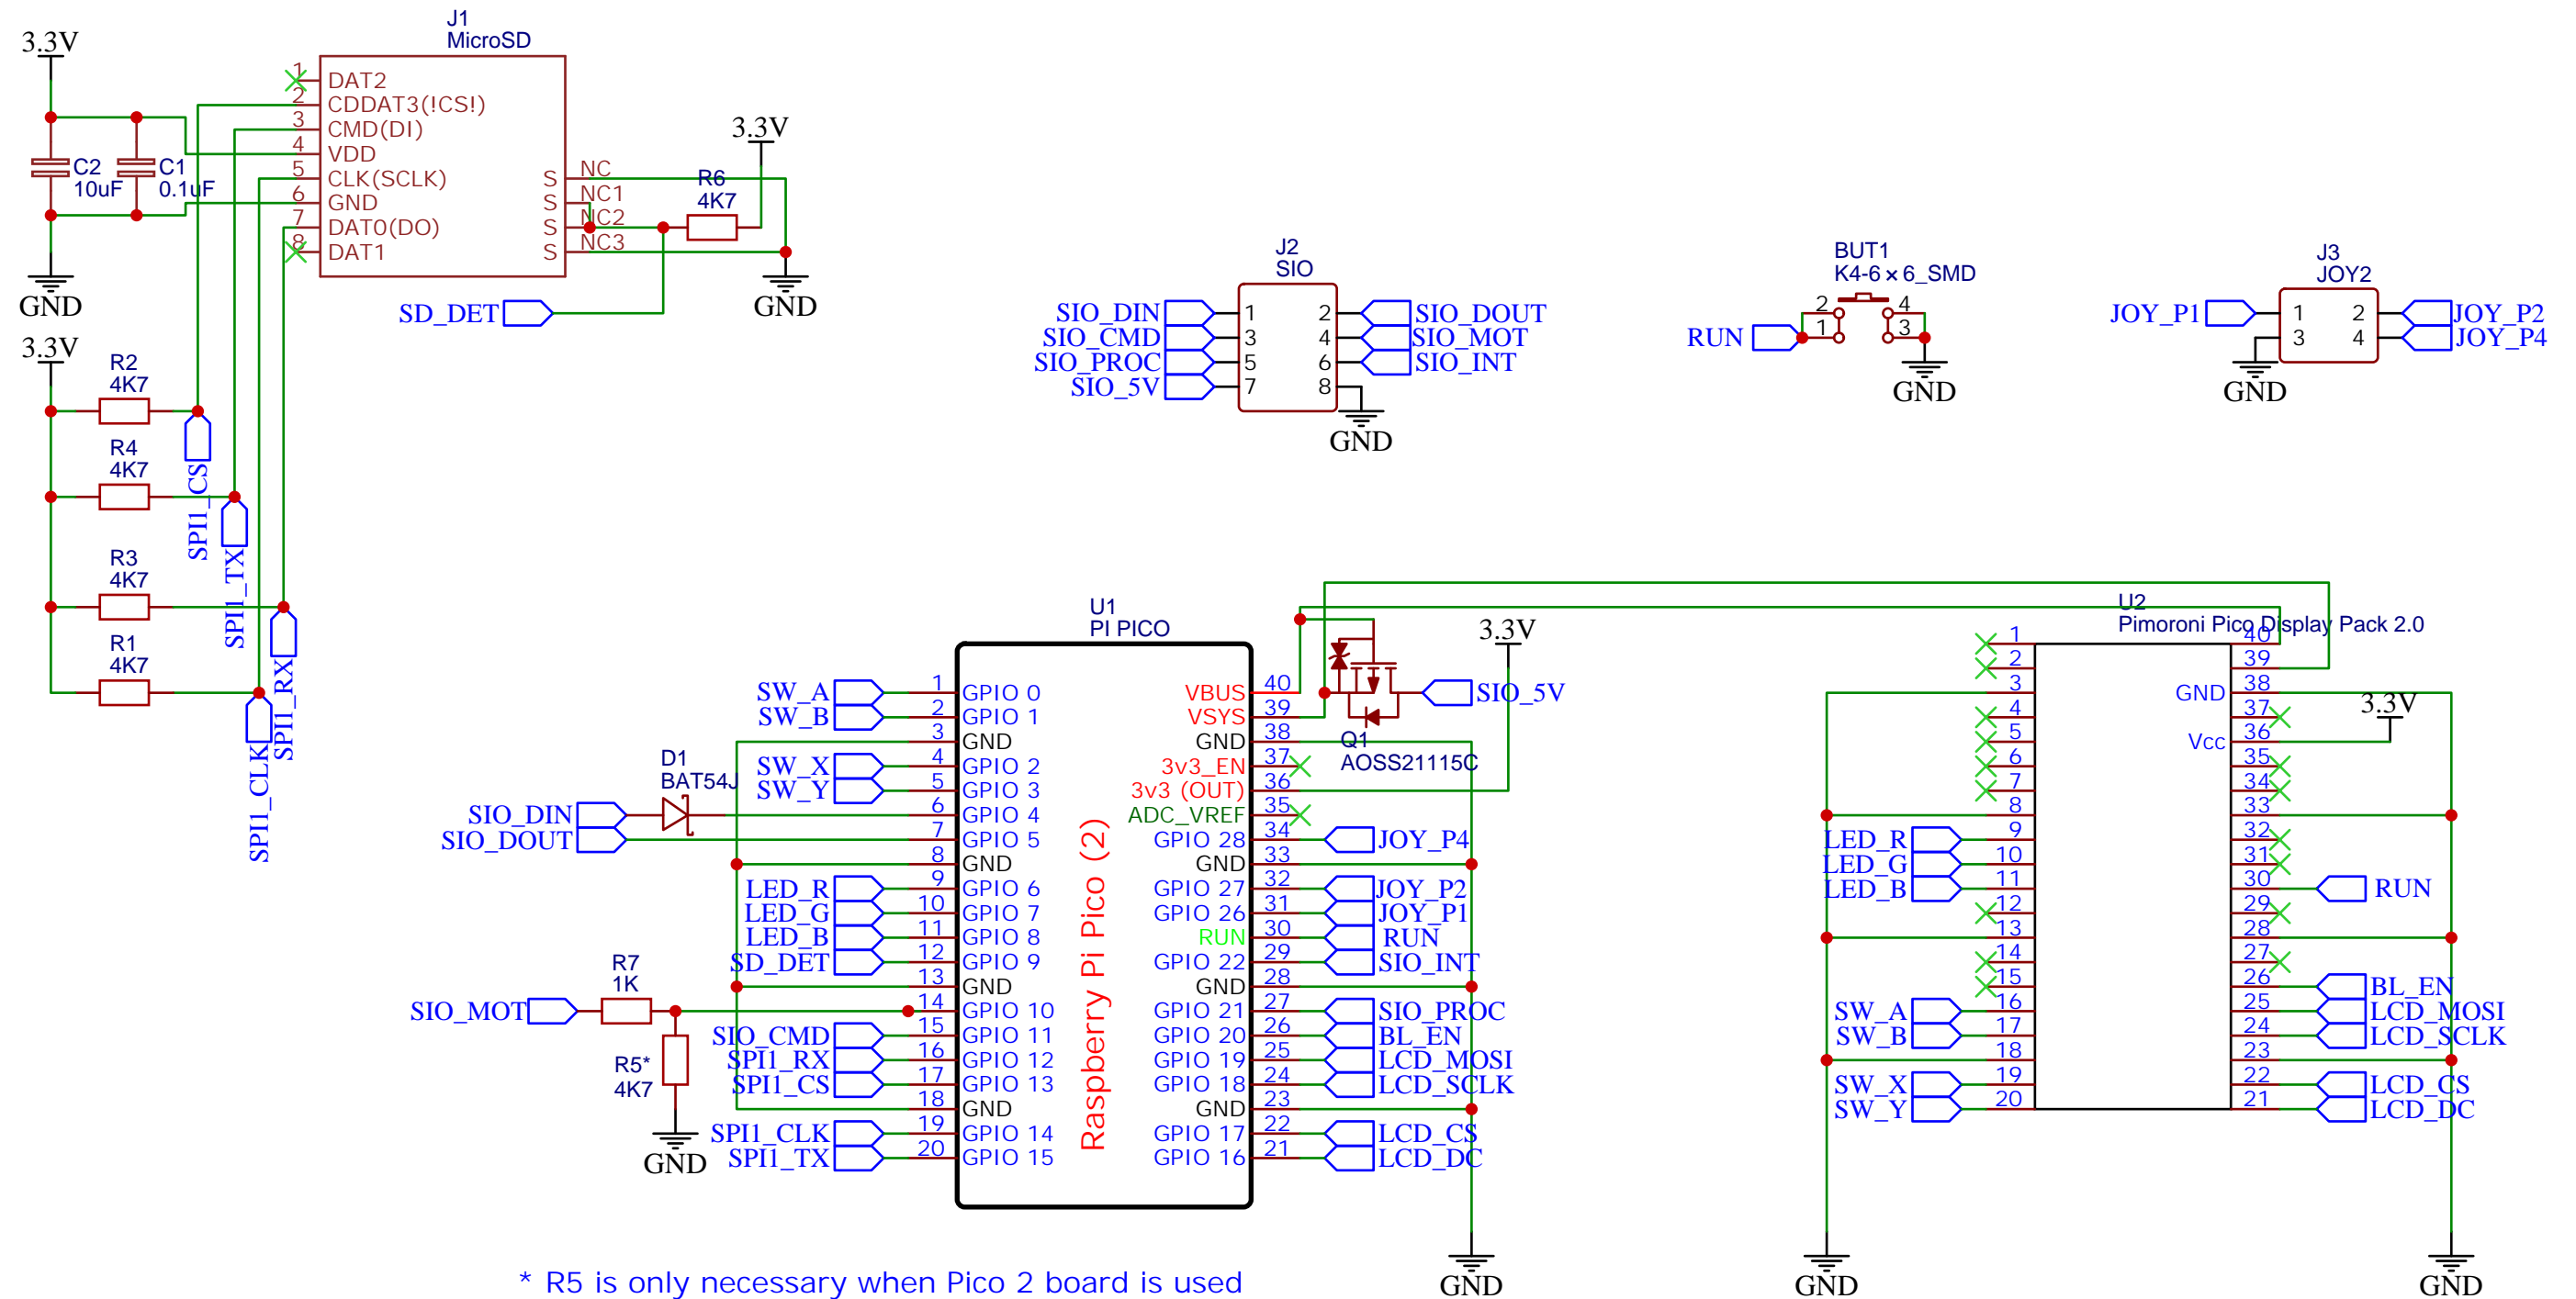 J1
MicroSD
3.3V
1 DAT2
2 CDDAT3(!CS!)
3 CMD(DI)
4 VDD
5 CLK(SCLK)
6 GND
7 DAT0(DO)
8 DAT1
S NC
S NC1
S NC2
S NC3
C2
10uF
C1
0.1uF
GND
3.3V
R6
4K7
GND
SD_DET
3.3V
R2
4K7
R4
4K7
R3
4K7
R1
4K7
SPI1_CS
SPI1_TX
SPI1_RX
SPI1_CLK
J2
SIO
SIO_DIN 1 2 SIO_DOUT
SIO_CMD 3 4 SIO_MOT
SIO_PROC 5 6 SIO_INT
SIO_5V 7 8
GND
BUT1
K4-6×6_SMD
2 4
RUN 1 3
GND
J3
JOY2
JOY_P1 1 2 JOY_P2
3 4 JOY_P4
GND
U1
PI PICO
Raspberry Pi Pico (2)
SW_A 1 GPIO 0
SW_B 2 GPIO 1
3 GND
SW_X 4 GPIO 2
SW_Y 5 GPIO 3
6 GPIO 4
7 GPIO 5
8 GND
LED_R 9 GPIO 6
LED_G 10 GPIO 7
LED_B 11 GPIO 8
SD_DET 12 GPIO 9
13 GND
14 GPIO 10
SIO_CMD 15 GPIO 11
SPI1_RX 16 GPIO 12
SPI1_CS 17 GPIO 13
18 GND
SPI1_CLK 19 GPIO 14
SPI1_TX 20 GPIO 15
D1
BAT54J
SIO_DIN
SIO_DOUT
R7
1K
SIO_MOT
R5*
4K7
GND
VBUS 40
VSYS 39
GND 38
3v3_EN 37
3v3 (OUT) 36
ADC_VREF 35
GPIO 28 34 JOY_P4
GND 33
GPIO 27 32 JOY_P2
GPIO 26 31 JOY_P1
RUN 30 RUN
GPIO 22 29 SIO_INT
GND 28
GPIO 21 27 SIO_PROC
GPIO 20 26 BL_EN
GPIO 19 25 LCD_MOSI
GPIO 18 24 LCD_SCLK
GND 23
GPIO 17 22 LCD_CS
GPIO 16 21 LCD_DC
3.3V
SIO_5V
Q1
AOSS21115C
GND
U2
Pimoroni Pico Display Pack 2.0
1
2
3
4
5
6
7
8
LED_R 9
LED_G 10
LED_B 11
12
13
14
15
SW_A 16
SW_B 17
18
SW_X 19
SW_Y 20
GND
40
39
GND 38
37
3.3V
Vcc 36
35
34
33
32
31
30 RUN
29
28
27
26 BL_EN
25 LCD_MOSI
24 LCD_SCLK
23
22 LCD_CS
21 LCD_DC
GND
* R5 is only necessary when Pico 2 board is used